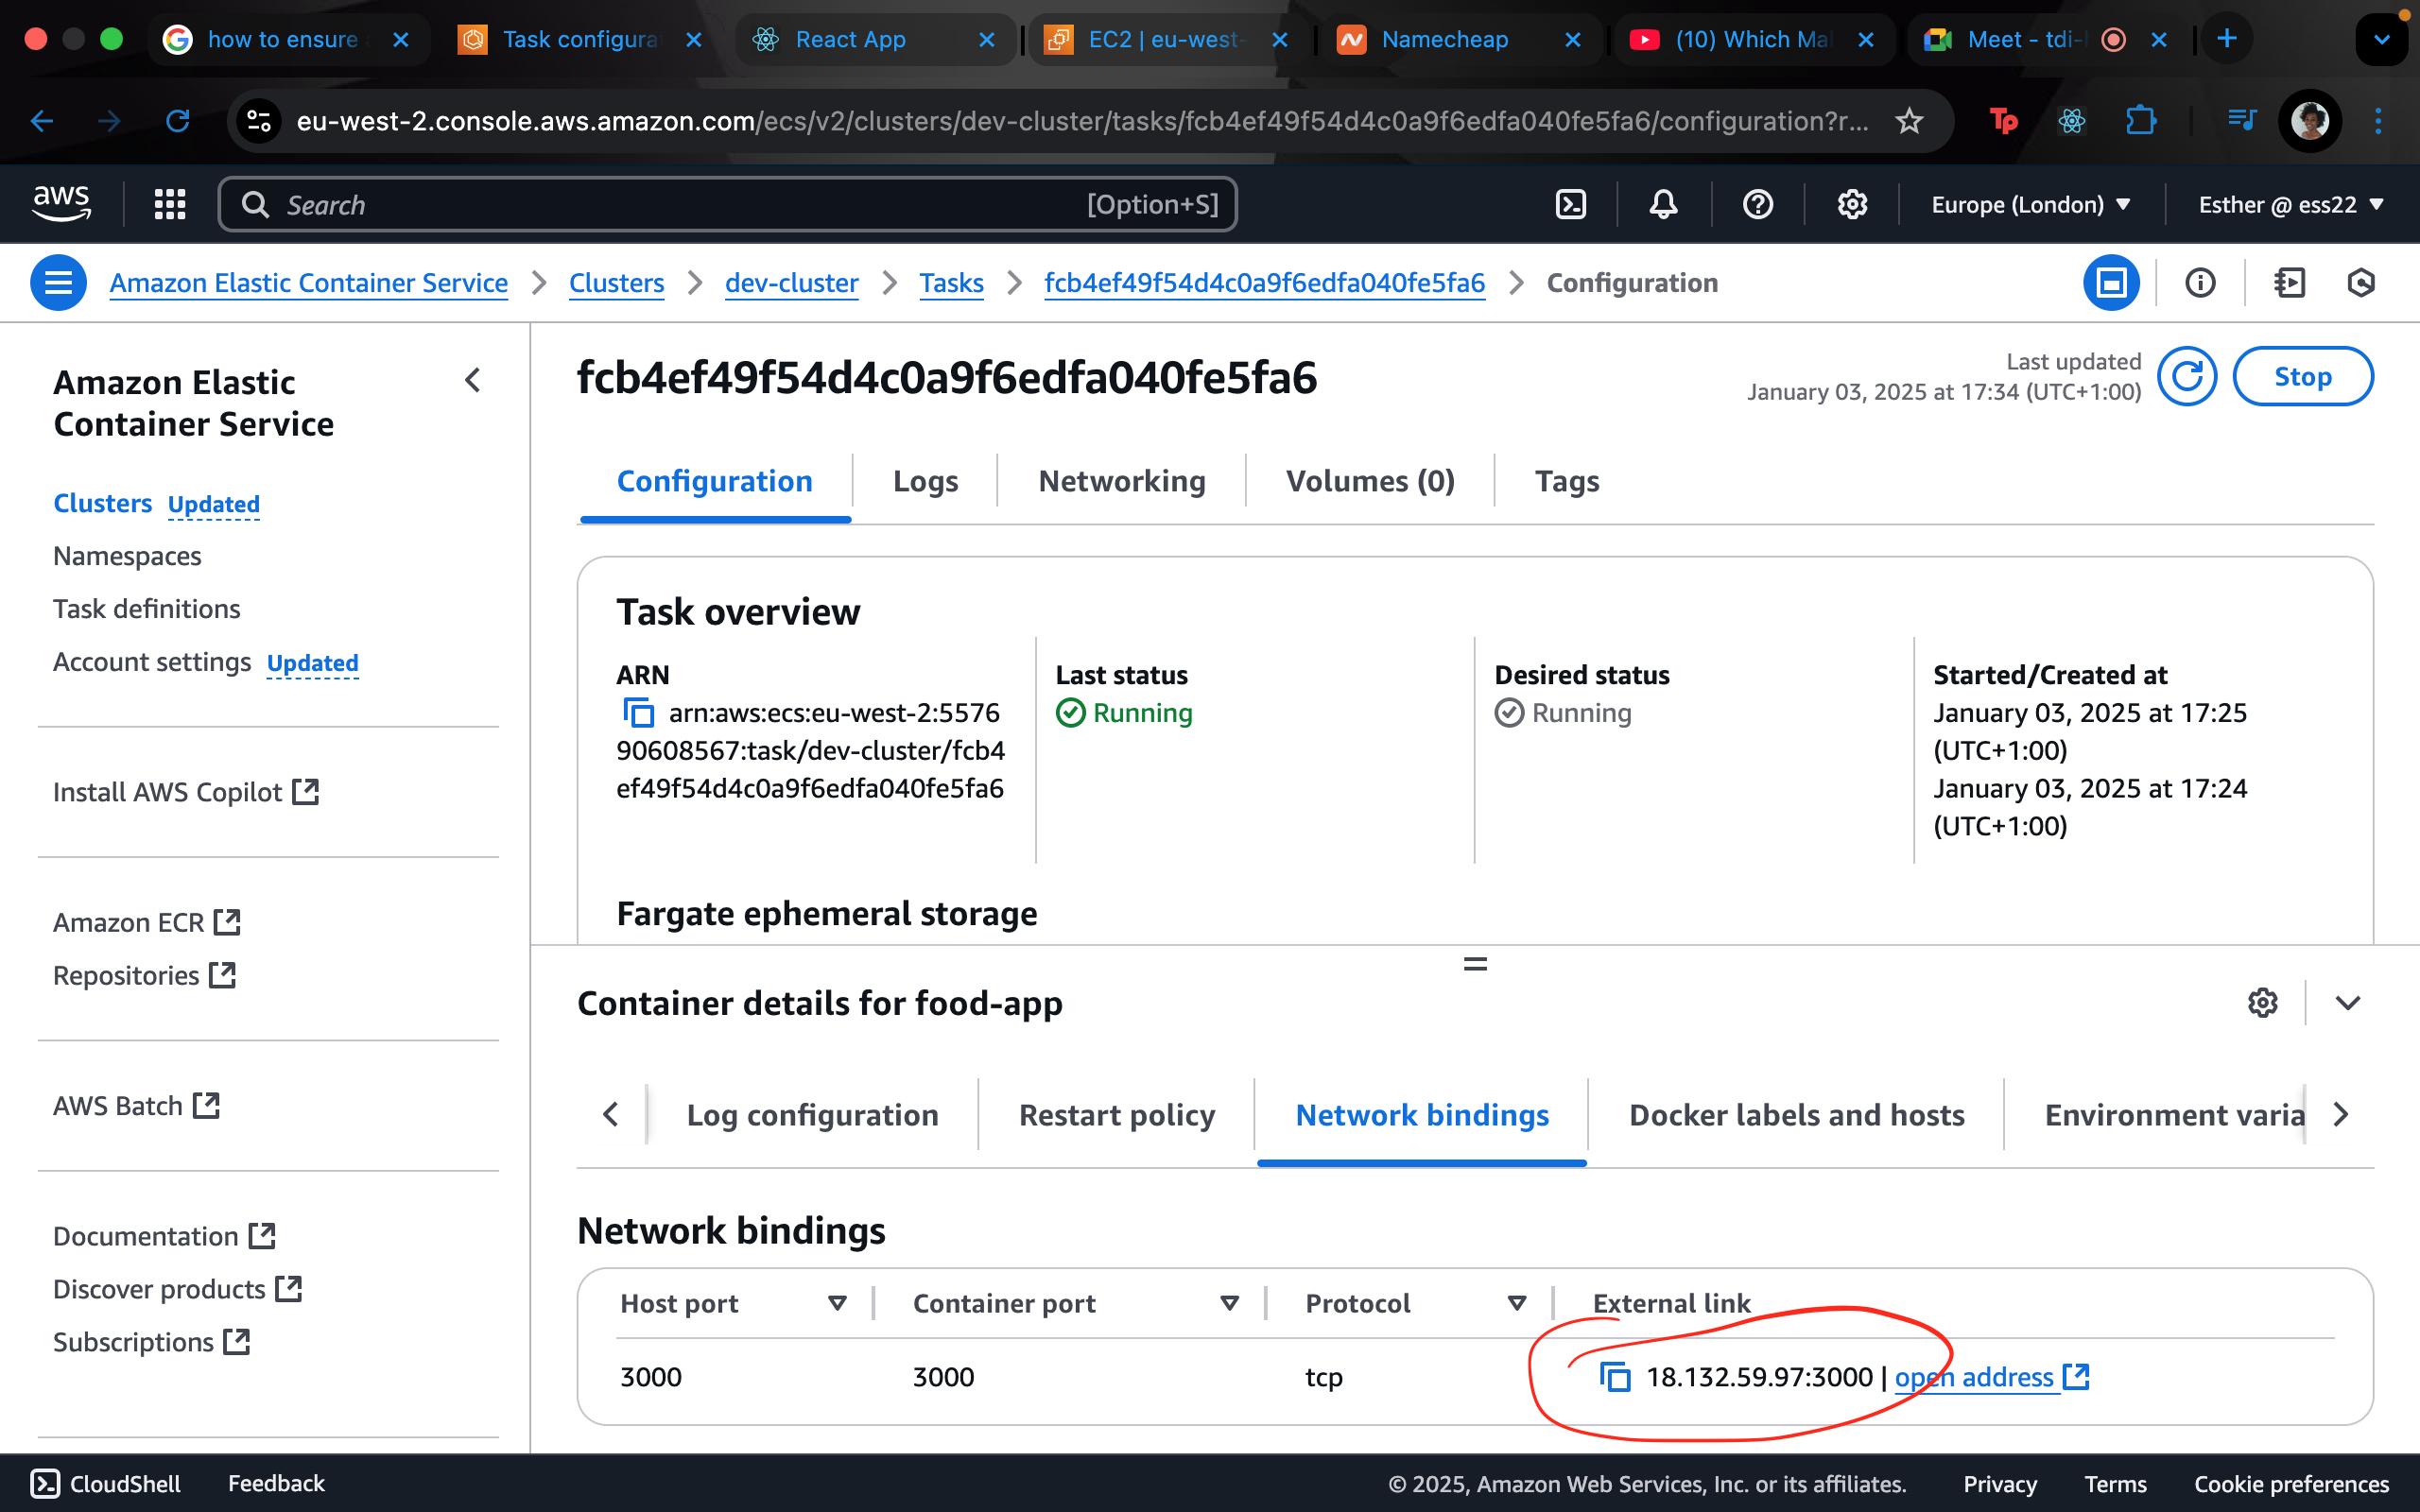 how to ensure
Task configura
React App
EC2 | eu-west-
Namecheap
(10) Which Ma
Meet - tdi-
eu-west-2.console.aws.amazon.com/ecs/v2/clusters/dev-cluster/tasks/fcb4ef49f54d4c0a9f6edfa040fe5fa6/configuration?r...
Tp
aws
Search
[Option+S]
Europe (London)
Esther @ ess22
Amazon Elastic Container Service
Clusters
dev-cluster
Tasks
fcb4ef49f54d4c0a9f6edfa040fe5fa6
Configuration
Amazon Elastic
Container Service
Clusters Updated
Namespaces
Task definitions
Account settings Updated
Install AWS Copilot
Amazon ECR
Repositories
AWS Batch
Documentation
Discover products
Subscriptions
fcb4ef49f54d4c0a9f6edfa040fe5fa6
Last updated
January 03, 2025 at 17:34 (UTC+1:00)
Stop
Configuration
Logs
Networking
Volumes (0)
Tags
Task overview
ARN
arn:aws:ecs:eu-west-2:5576
90608567:task/dev-cluster/fcb4
ef49f54d4c0a9f6edfa040fe5fa6
Last status
Running
Desired status
Running
Started/Created at
January 03, 2025 at 17:25
(UTC+1:00)
January 03, 2025 at 17:24
(UTC+1:00)
Fargate ephemeral storage
Container details for food-app
Log configuration
Restart policy
Network bindings
Docker labels and hosts
Environment varia
Network bindings
Host port
Container port
Protocol
External link
3000
3000
tcp
18.132.59.97:3000 | open address
CloudShell
Feedback
© 2025, Amazon Web Services, Inc. or its affiliates.
Privacy
Terms
Cookie preferences